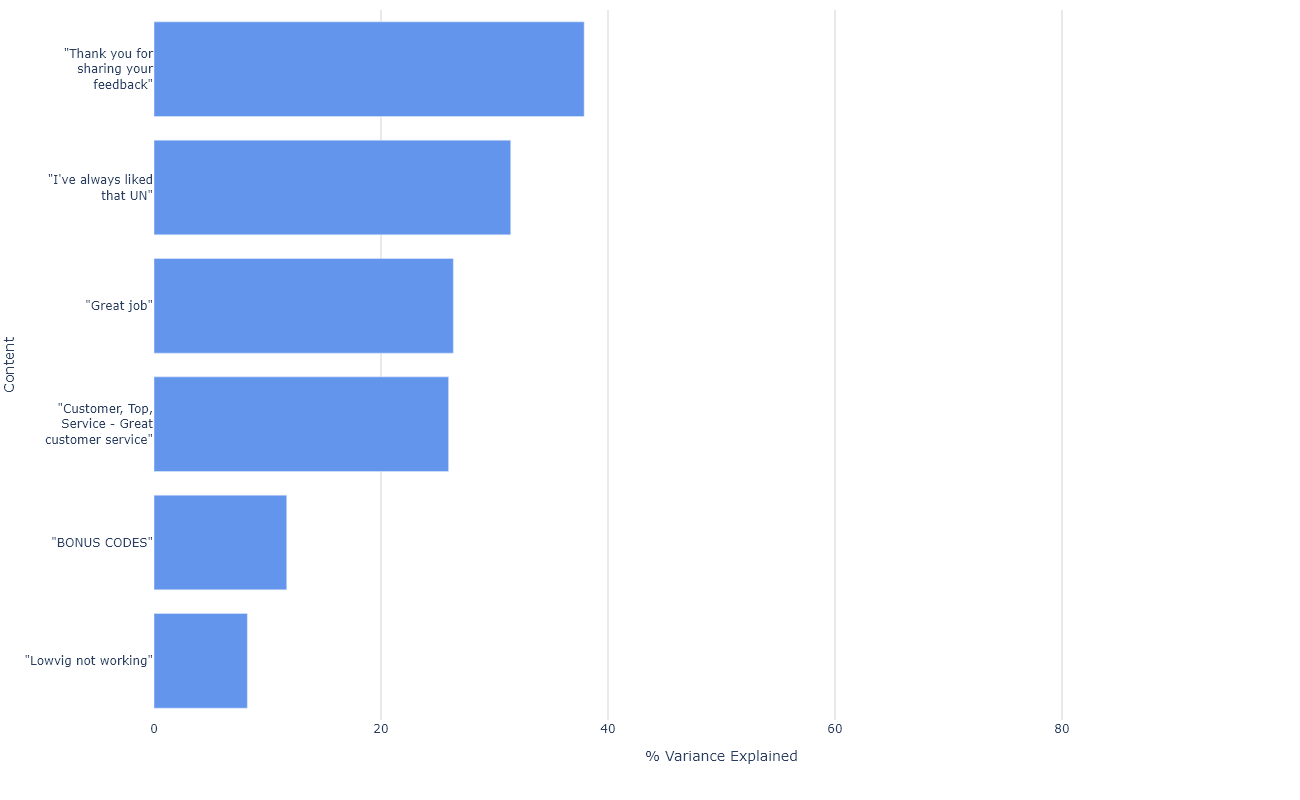 "Thank you for
sharing your
feedback"
"I've always liked
that UN"
"Great job"
Content
"Customer, Top,
Service - Great
customer service"
"BONUS CODES"
"Lowvig not working"
0
20
40
60
80
% Variance Explained